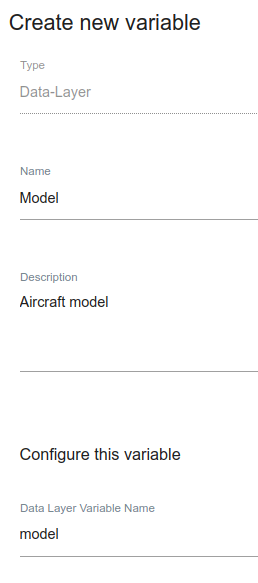 Create new variable
Type
Data-Layer
Name
Model
Description
Aircraft model
Configure this variable
Data Layer Variable Name
model